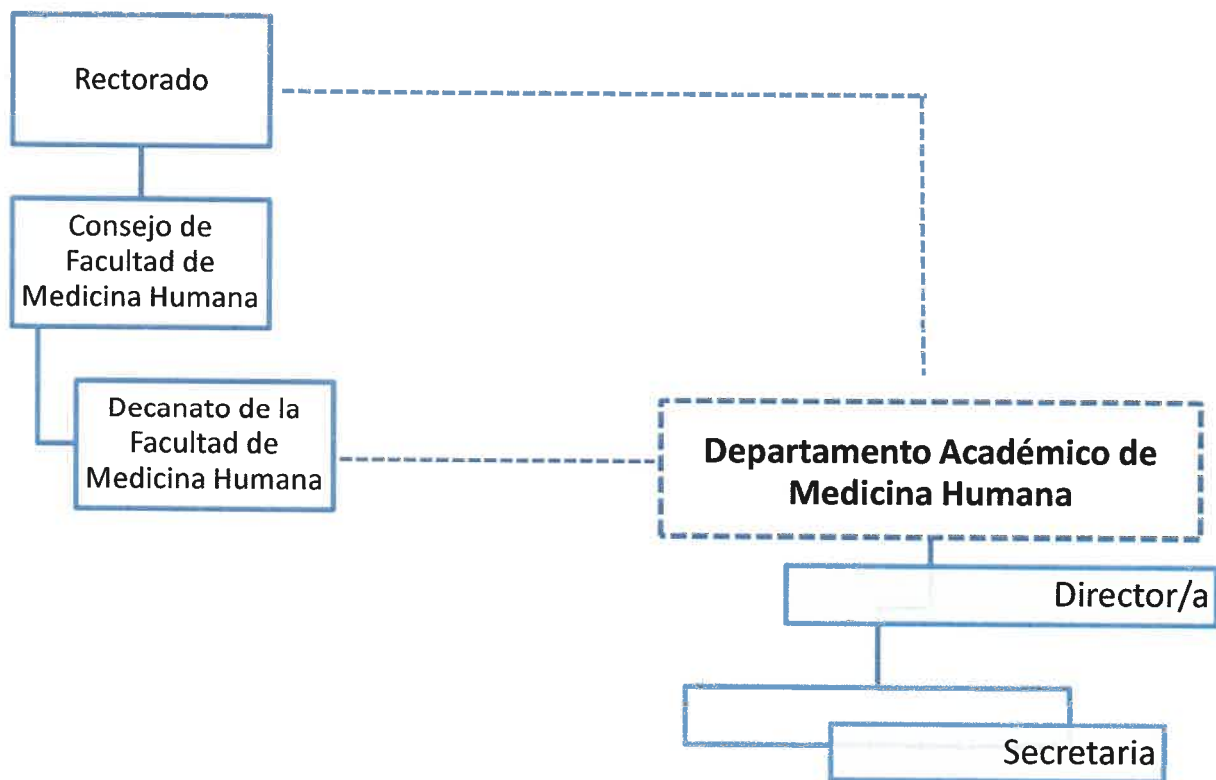 Rectorado
Consejo de
Facultad de
Medicina Humana
Decanato de la
Facultad de
Medicina Humana
Departamento Académico de
Medicina Humana
Director/a
Secretaria